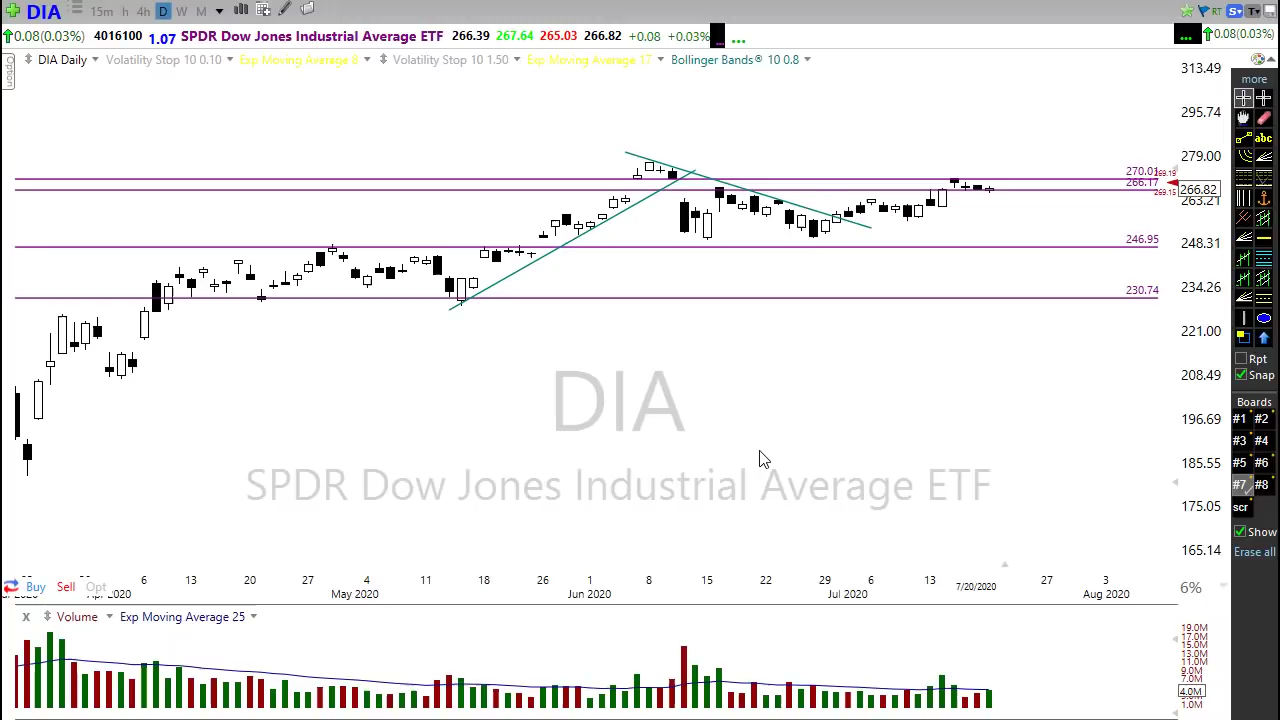 DIA 15m h 4h D W M RT S T
0.08(0.03%) 4016100 1.07 SPDR Dow Jones Industrial Average ETF 266.39 267.64 265.03 266.82 +0.08 +0.03% ... ... 0.08(0.03%)
Option
DIA Daily Volatility Stop 10 0.10 Exp Moving Average 8 Volatility Stop 10 1.50 Exp Moving Average 17 Bollinger Bands® 10 0.8
313.49
295.74
279.00
270.01
266.17
266.82
263.21
246.95
248.31
230.74
234.26
221.00
208.49
196.69
185.55
175.05
165.14
DIA
SPDR Dow Jones Industrial Average ETF
more
abc
Rpt
Snap
Boards
#1 #2
#3 #4
#5 #6
#7 #8
scr
Show
Erase all
6 13 20 27 4 11 18 26 1 8 15 22 29 6 13 7/20/2020 27 3
Buy Sell Opt
Apr 2020 May 2020 Jun 2020 Jul 2020 Aug 2020
6%
x Volume Exp Moving Average 25
19.0M
17.0M
15.0M
13.0M
11.0M
9.0M
7.0M
4.0M
1.0M